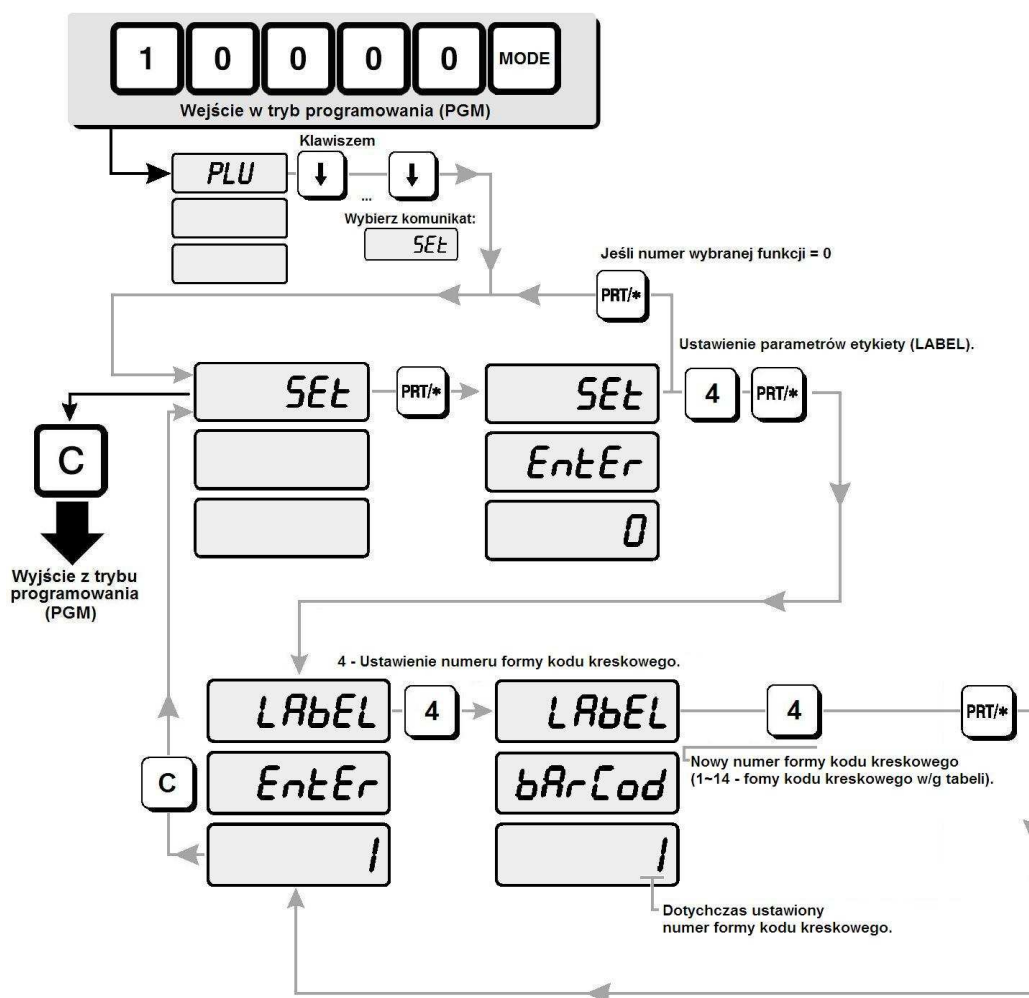 1 0 0 0 0 MODE
Wejście w tryb programowania (PGM)
Klawiszem
PLU ↓ ... ↓
Wybierz komunikat:
SEt
Jeśli numer wybranej funkcji = 0
PRT/*
Ustawienie parametrów etykiety (LABEL).
SEt PRT/* SEt 4 PRT/*
C
EntEr
0
Wyjście z trybu
programowania
(PGM)
4 - Ustawienie numeru formy kodu kreskowego.
LAbEL 4 LAbEL 4 PRT/*
Nowy numer formy kodu kreskowego
(1~14 - fomy kodu kreskowego w/g tabeli).
C EntEr bArCod
1 1
Dotychczas ustawiony
numer formy kodu kreskowego.